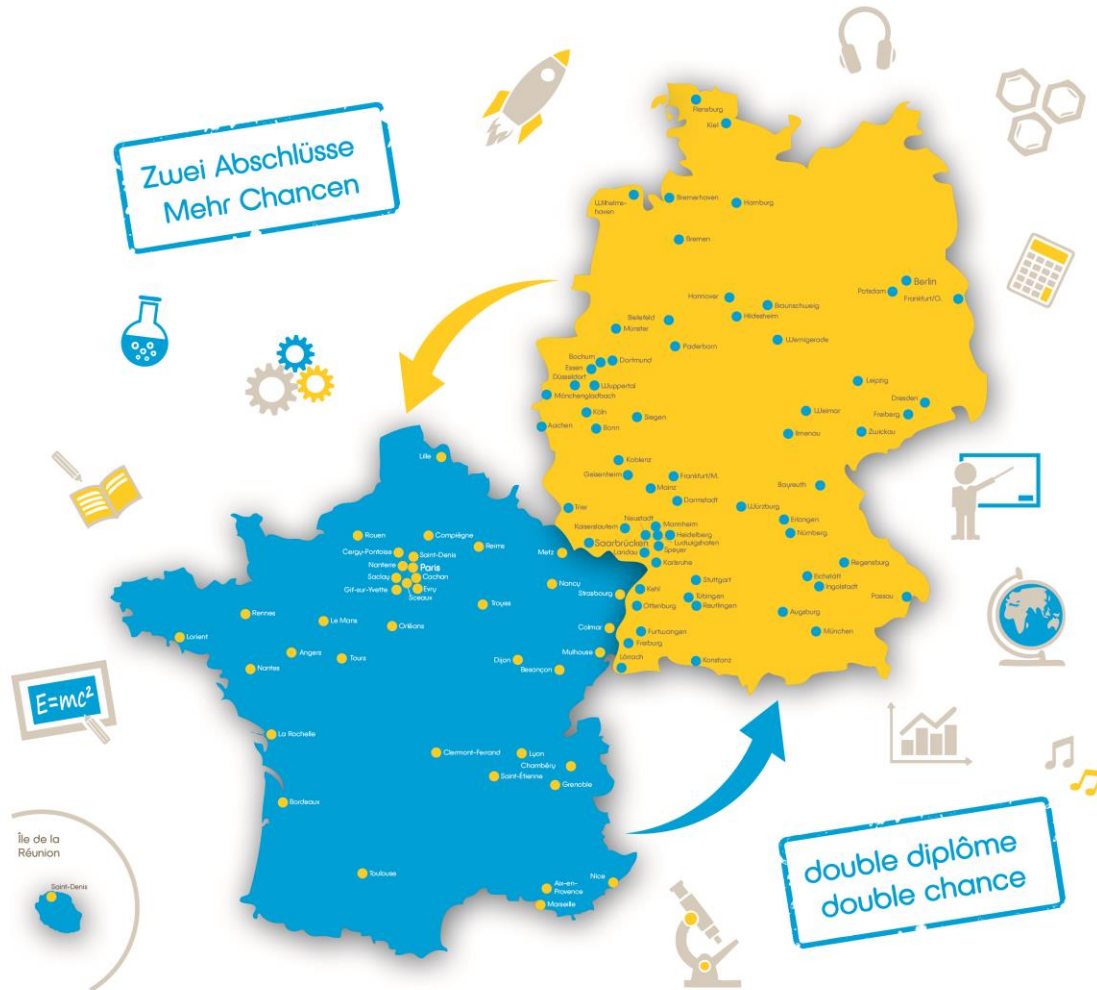 Zwei Abschlüsse
Mehr Chancen
Flensburg
Kiel
Wilhelms-
haven
Bremerhaven
Hamburg
Bremen
Berlin
Potsdam
Frankfurt/O.
Hannover
Braunschweig
Hildesheim
Bielefeld
Münster
Wernigerode
Paderborn
Bochum
Dortmund
Essen
Düsseldorf
Wuppertal
Mönchengladbach
Leipzig
Dresden
Weimar
Freiberg
Köln
Siegen
Aachen
Bonn
Ilmenau
Zwickau
Koblenz
Geisenheim
Frankfurt/M.
Mainz
Bayreuth
Darmstadt
Trier
Würzburg
Neustadt
Mannheim
Kaiserslautern
Heidelberg
Erlangen
Nürnberg
Saarbrücken
Ludwigshafen
Landau
Speyer
Karlsruhe
Regensburg
Eichstätt
Ingolstadt
Stuttgart
Kehl
Tübingen
Passau
Offenburg
Reutlingen
Augsburg
Furtwangen
München
Freiburg
Lörrach
Konstanz
Lille
Rouen
Compiègne
Reims
Cergy-Pontoise
Saint-Denis
Metz
Nanterre
Paris
Saclay
Cachan
Nancy
Gif-sur-Yvette
Evry
Sceaux
Strasbourg
Troyes
Rennes
Le Mans
Orléans
Colmar
Lorient
Angers
Tours
Mulhouse
Nantes
Dijon
Besançon
E=mc²
La Rochelle
Clermont-Ferrand
Lyon
Chambéry
Saint-Étienne
Grenoble
Bordeaux
Île de la
Réunion
Saint-Denis
Toulouse
Nice
Aix-en-
Provence
Marseille
double diplôme
double chance